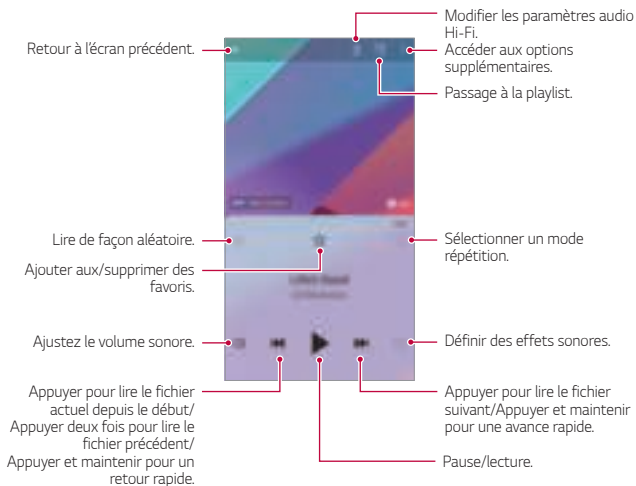 Modifier les paramètres audio
Hi-Fi.
Retour à l'écran précédent.
Accéder aux options
supplémentaires.
Passage à la playlist.
Lire de façon aléatoire.
Sélectionner un mode
répétition.
Ajouter aux/supprimer des
favoris.
Ajustez le volume sonore.
Définir des effets sonores.
Appuyer pour lire le fichier
actuel depuis le début/
Appuyer deux fois pour lire le
fichier précédent/
Appuyer et maintenir pour un
retour rapide.
Appuyer pour lire le fichier
suivant/Appuyer et maintenir
pour une avance rapide.
Pause/lecture.